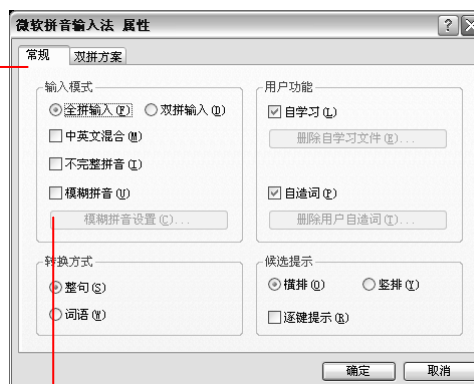 微软拼音输入法 属性
常规 双拼方案
输入模式
全拼输入(F) 双拼输入(D)
中英文混合(M)
不完整拼音(I)
模糊拼音(U)
模糊拼音设置(C)...
用户功能
自学习(L)
删除自学习文件(E)...
自造词(P)
删除用户自造词(T)...
转换方式
整句(S)
词语(W)
候选提示
横排(O) 竖排(Y)
逐键提示(R)
确定 取消